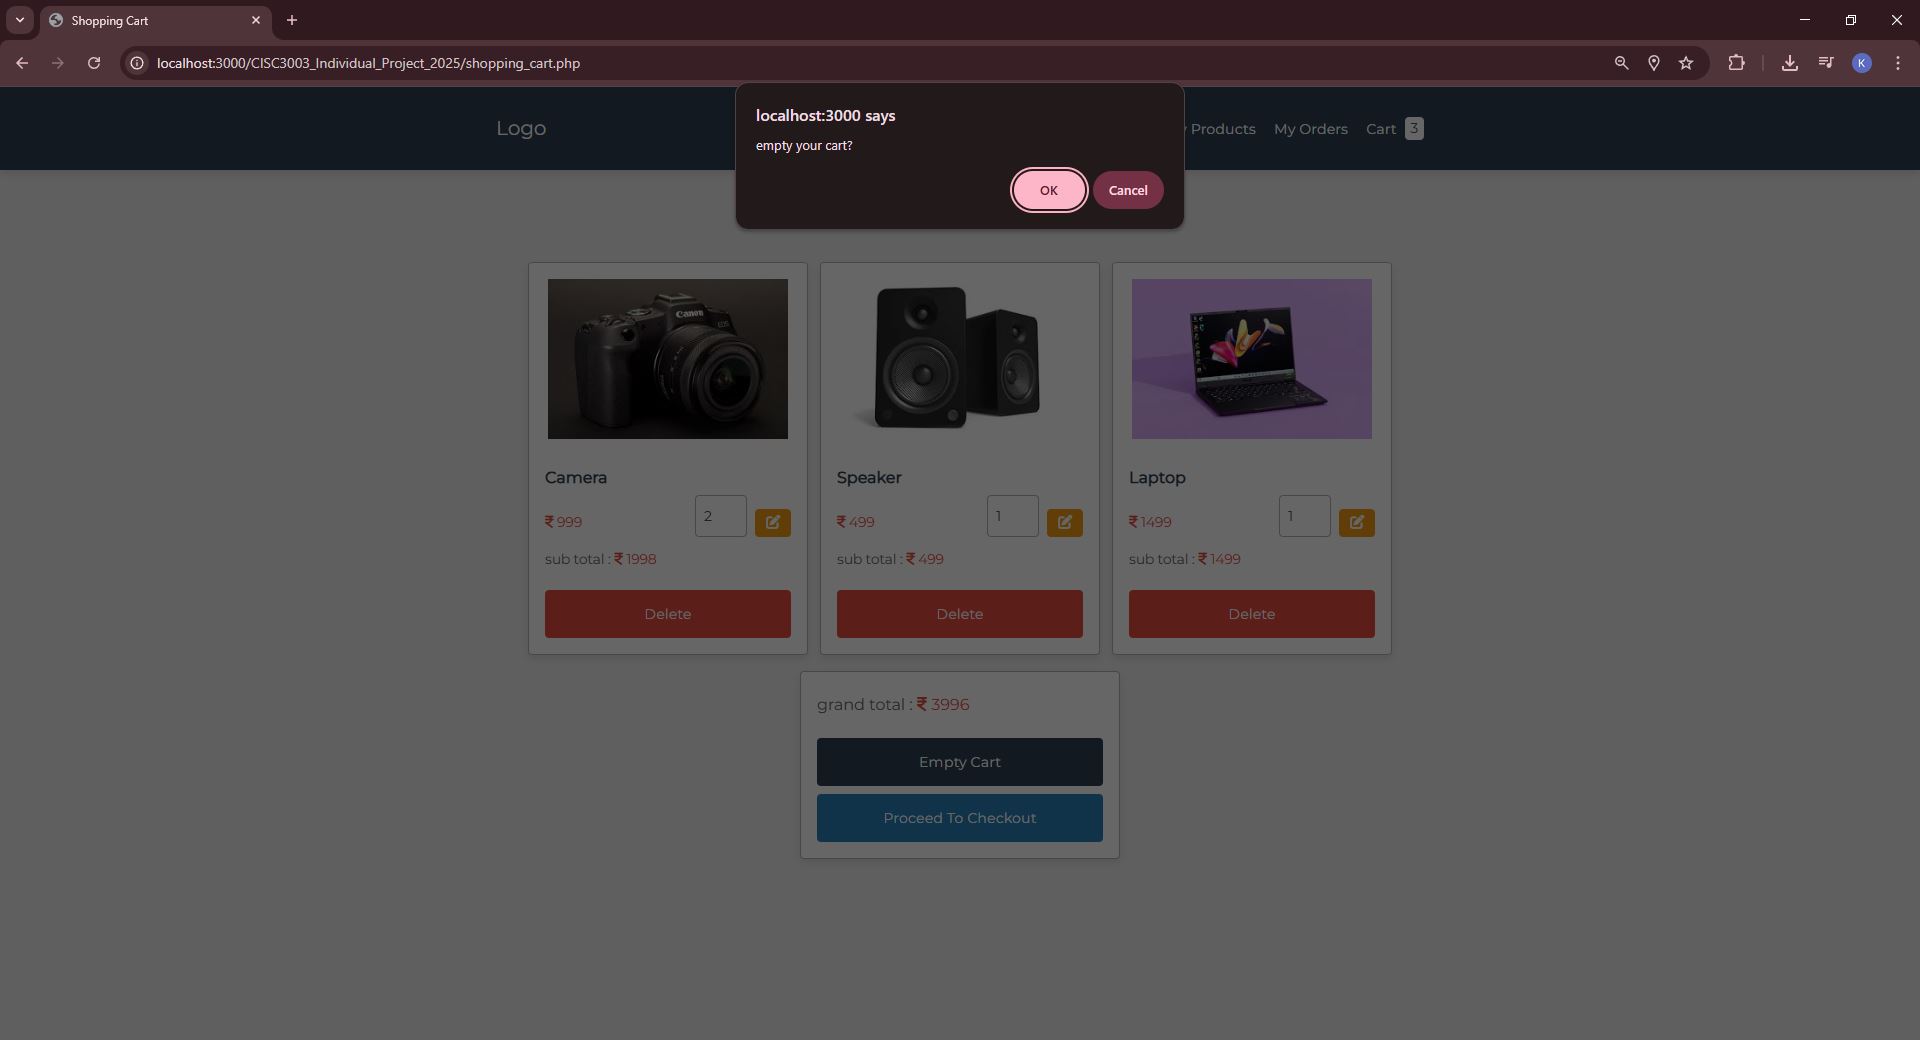 Shopping Cart
localhost:3000/CISC3003_Individual_Project_2025/shopping_cart.php
K
localhost:3000 says
empty your cart?
OK
Cancel
Logo
Products
My Orders
Cart 3
Canon
EOS
Camera
₹ 999
2
sub total : ₹ 1998
Delete
Speaker
₹ 499
1
sub total : ₹ 499
Delete
Laptop
₹ 1499
1
sub total : ₹ 1499
Delete
grand total : ₹ 3996
Empty Cart
Proceed To Checkout